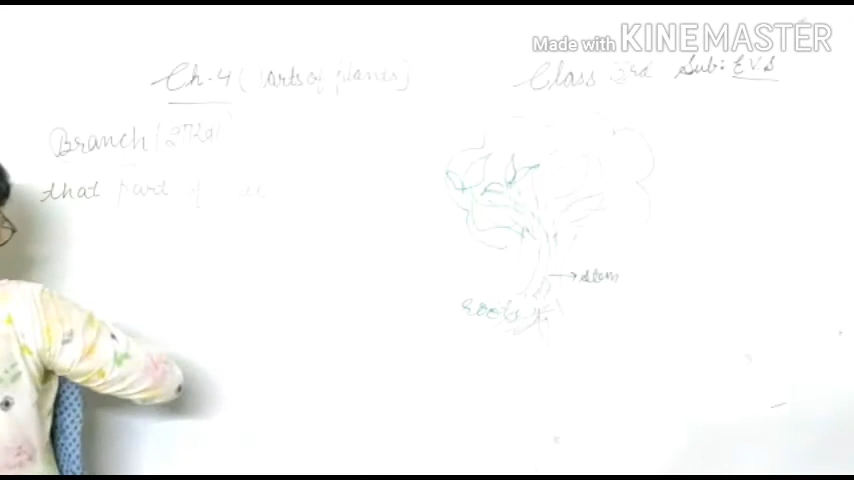 Made with KINEMASTER
Ch-4 (Parts of Plants)
Class 3rd Sub: EVS
Branch
that part of
stem
roots